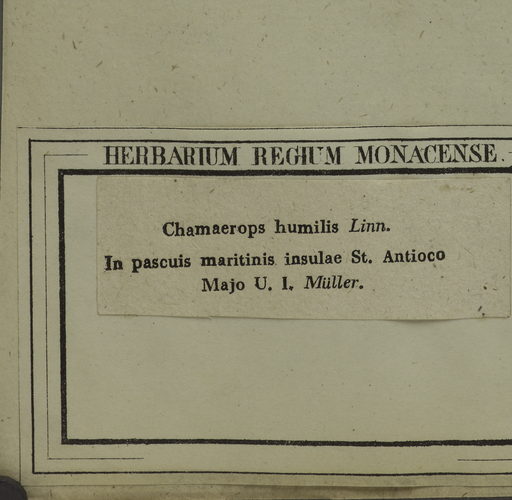 HERBARIUM REGIUM MONACENSE.
Chamaerops humilis Linn.
In pascuis maritinis insulae St. Antioco
Majo U. I. Müller.